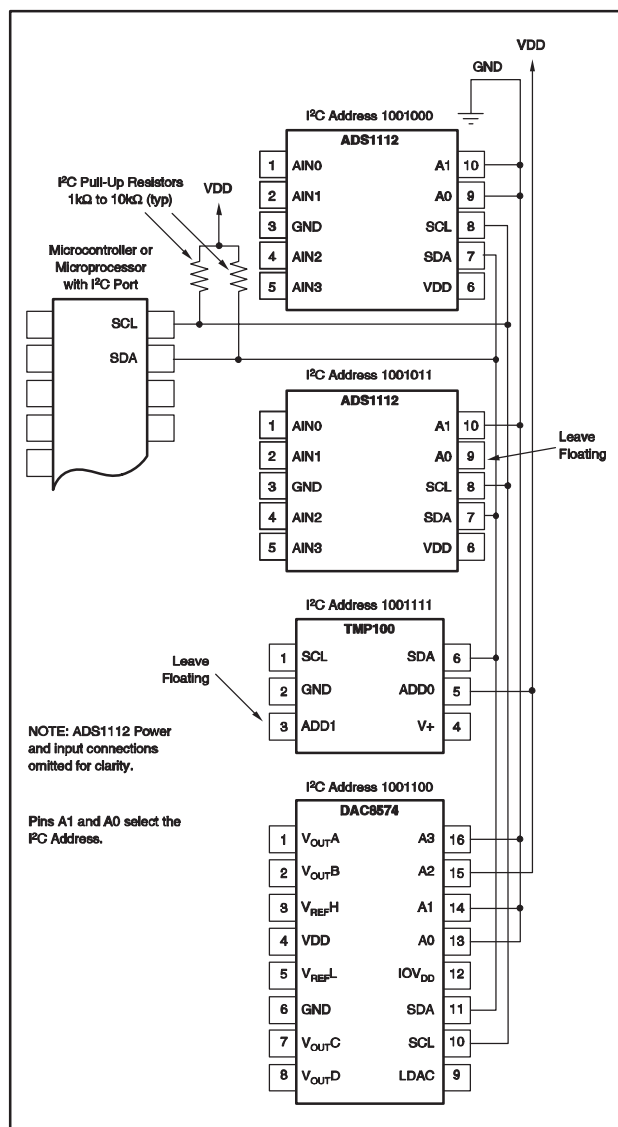 VDD
GND
I²C Address 1001000
ADS1112
1 AIN0 A1 10
2 AIN1 A0 9
3 GND SCL 8
4 AIN2 SDA 7
5 AIN3 VDD 6
I²C Pull-Up Resistors
1kΩ to 10kΩ (typ)
VDD
Microcontroller or
Microprocessor
with I²C Port
SCL
SDA
I²C Address 1001011
ADS1112
1 AIN0 A1 10
2 AIN1 A0 9
3 GND SCL 8
4 AIN2 SDA 7
5 AIN3 VDD 6
Leave
Floating
I²C Address 1001111
TMP100
1 SCL SDA 6
2 GND ADD0 5
3 ADD1 V+ 4
Leave
Floating
NOTE: ADS1112 Power
and input connections
omitted for clarity.
Pins A1 and A0 select the
I²C Address.
I²C Address 1001100
DAC8574
1 VOUTA A3 16
2 VOUTB A2 15
3 VREFH A1 14
4 VDD A0 13
5 VREFL IOVDD 12
6 GND SDA 11
7 VOUTC SCL 10
8 VOUTD LDAC 9